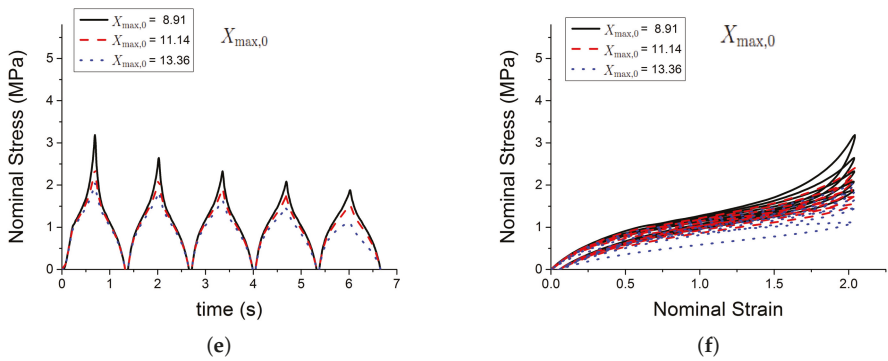 X_max,0 = 8.91
X_max,0 = 11.14
X_max,0 = 13.36
X_max,0
Nominal Stress (MPa)
5
4
3
2
1
0
0 1 2 3 4 5 6 7
time (s)
(e)
X_max,0 = 8.91
X_max,0 = 11.14
X_max,0 = 13.36
X_max,0
Nominal Stress (MPa)
5
4
3
2
1
0
0.0 0.5 1.0 1.5 2.0
Nominal Strain
(f)